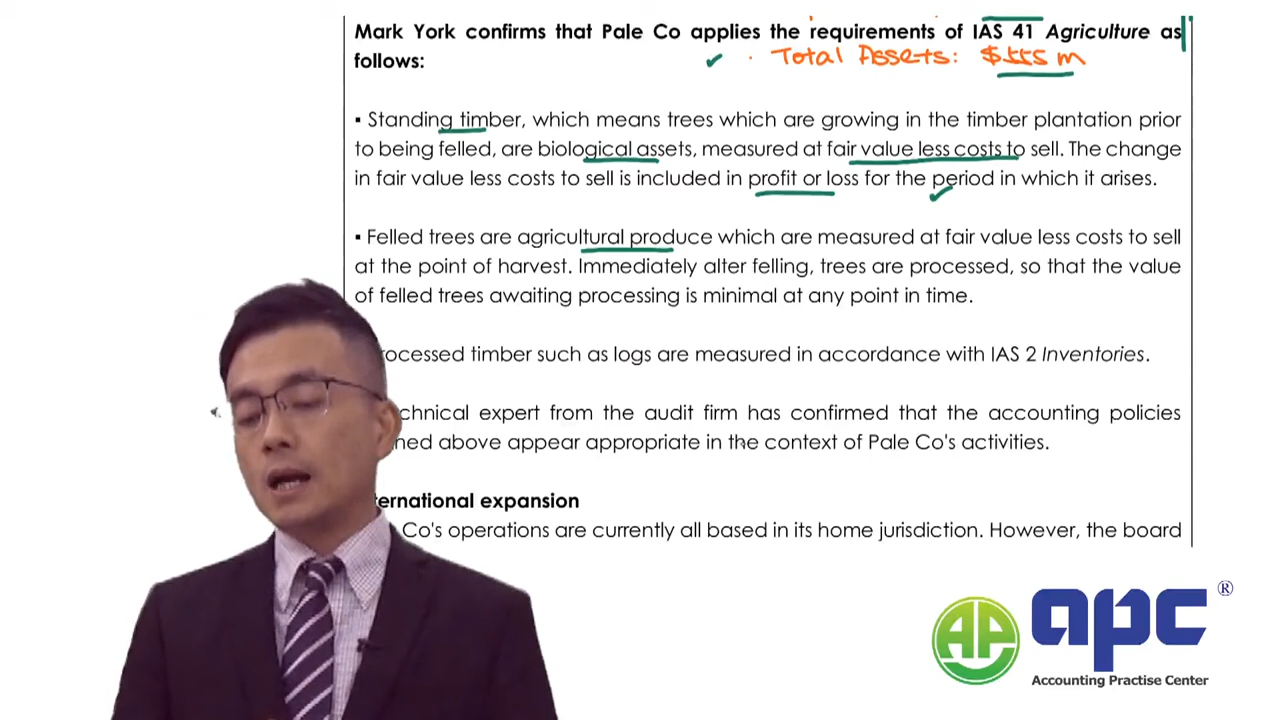 Mark York confirms that Pale Co applies the requirements of IAS 41 Agriculture as
follows:
Total Assets: $555 m
▪ Standing timber, which means trees which are growing in the timber plantation prior
to being felled, are biological assets, measured at fair value less costs to sell. The change
in fair value less costs to sell is included in profit or loss for the period in which it arises.
▪ Felled trees are agricultural produce which are measured at fair value less costs to sell
at the point of harvest. Immediately alter felling, trees are processed, so that the value
of felled trees awaiting processing is minimal at any point in time.
rocessed timber such as logs are measured in accordance with IAS 2 Inventories.
chnical expert from the audit firm has confirmed that the accounting policies
ned above appear appropriate in the context of Pale Co's activities.
ternational expansion
Co's operations are currently all based in its home jurisdiction. However, the board
AP
apc®
Accounting Practise Center